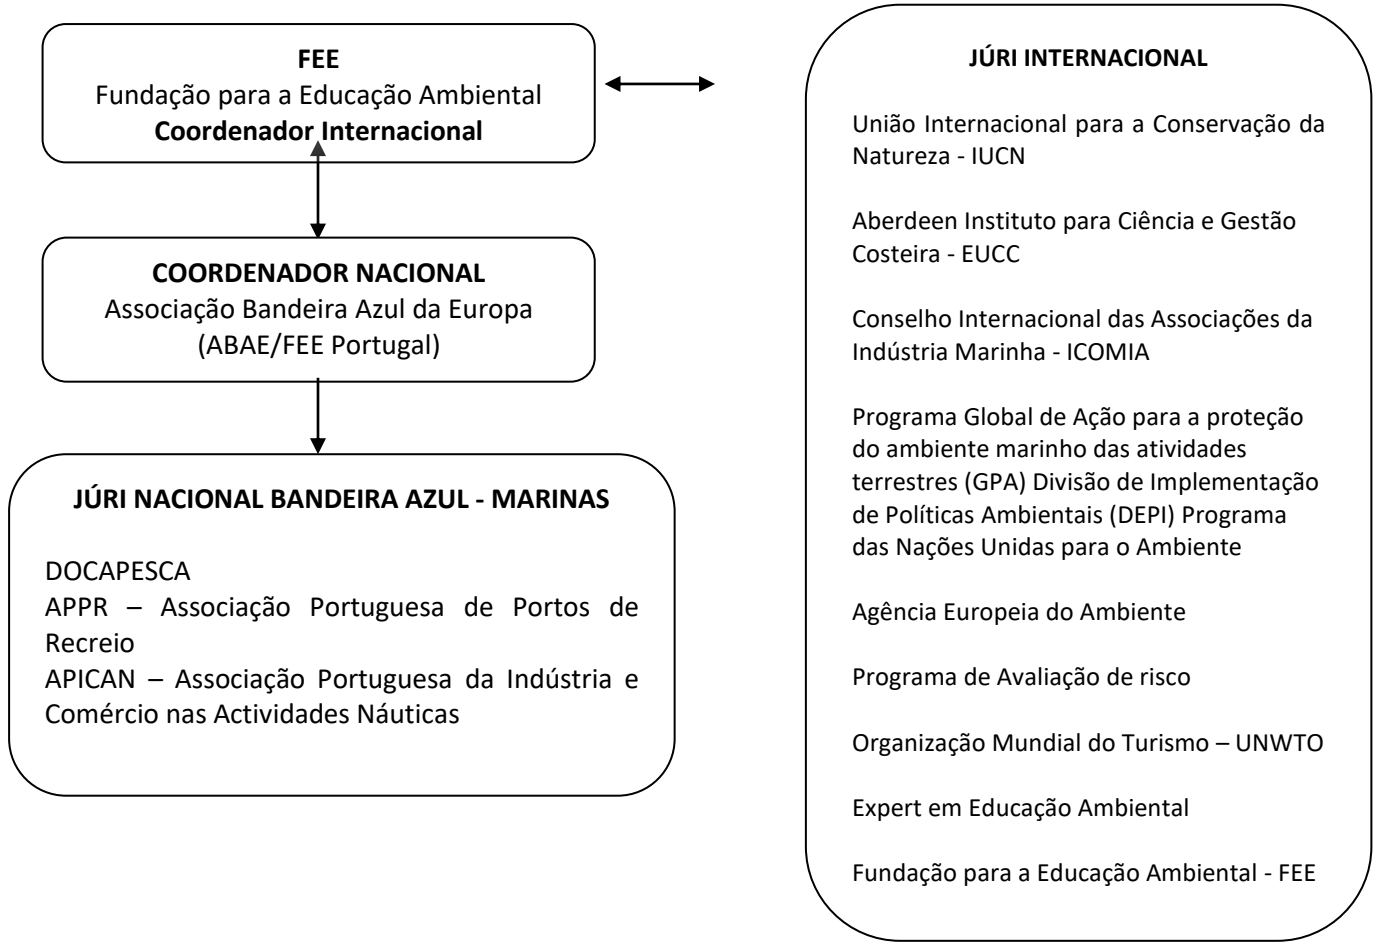 FEE
Fundação para a Educação Ambiental
Coordenador Internacional
COORDENADOR NACIONAL
Associação Bandeira Azul da Europa
(ABAE/FEE Portugal)
JÚRI NACIONAL BANDEIRA AZUL - MARINAS
DOCAPESCA
APPR – Associação Portuguesa de Portos de
Recreio
APICAN – Associação Portuguesa da Indústria e
Comércio nas Actividades Náuticas
JÚRI INTERNACIONAL
União Internacional para a Conservação da
Natureza - IUCN
Aberdeen Instituto para Ciência e Gestão
Costeira - EUCC
Conselho Internacional das Associações da
Indústria Marinha - ICOMIA
Programa Global de Ação para a proteção
do ambiente marinho das atividades
terrestres (GPA) Divisão de Implementação
de Políticas Ambientais (DEPI) Programa
das Nações Unidas para o Ambiente
Agência Europeia do Ambiente
Programa de Avaliação de risco
Organização Mundial do Turismo – UNWTO
Expert em Educação Ambiental
Fundação para a Educação Ambiental - FEE